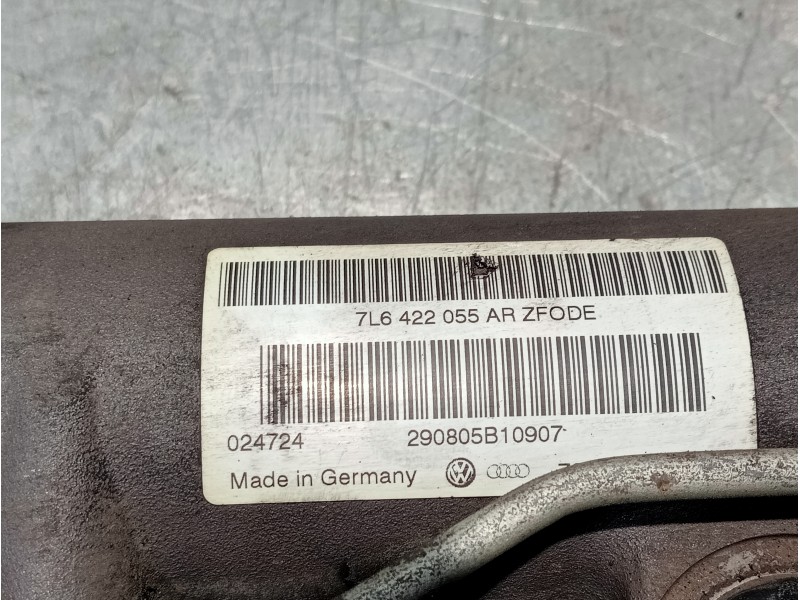 7L6 422 055 AR ZFODE
024724 290805B10907
Made in Germany